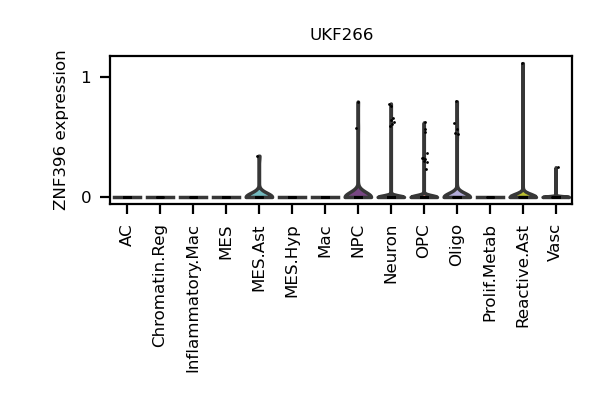 UKF266
ZNF396 expression
1
0
AC
Chromatin.Reg
Inflammatory.Mac
MES
MES.Ast
MES.Hyp
Mac
NPC
Neuron
OPC
Oligo
Prolif.Metab
Reactive.Ast
Vasc